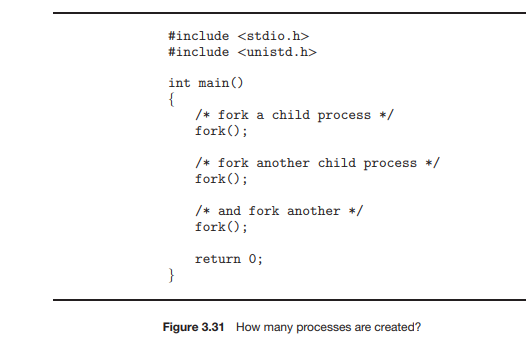 #include <stdio.h>
#include <unistd.h>
int main()
{
/* fork a child process */
fork();
/* fork another child process */
fork();
/* and fork another */
fork();
return 0;
}
Figure 3.31 How many processes are created?